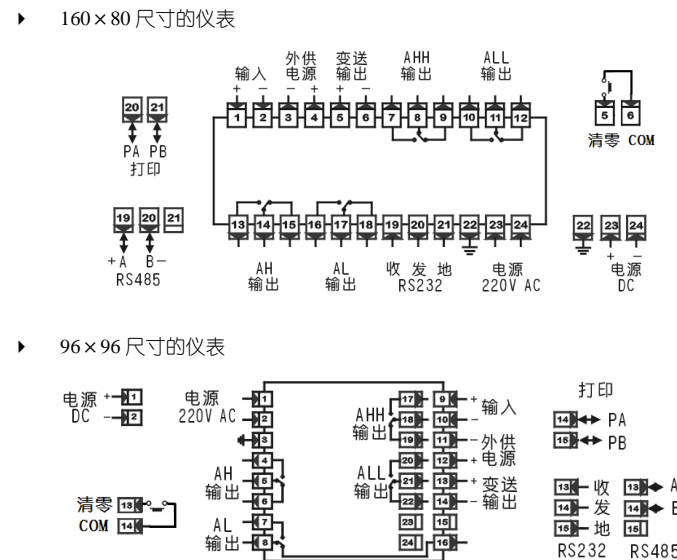 160×80 尺寸的仪表
外供 变送 AHH ALL
输入 电源 输出 输出 输出
+ − − + + −
20 21
1 2 3 4 5 6 7 8 9 10 11 12
5 6
清零 COM
PA PB
打印
19 20 21
13 14 15 16 17 18 19 20 21 22 23 24
22 23 24
+A B−
RS485
AH AL 收 发 地 电源
输出 输出 RS232 220V AC
+ −
电源
DC
96×96 尺寸的仪表
电源 + 1
DC − 2
电源
220V AC
1
2
3
4
5
6
7
8
AH
输出
AL
输出
清零 13
COM 14
AHH
输出
ALL
输出
17 9 +
18 10 −
输入
19 11 −
20 12 +
外供
电源
21 13 +
22 14 −
变送
输出
23 15
24 16
打印
14 PA
15 PB
13 收 13 A
14 发 14
15 地 15
RS232 RS485